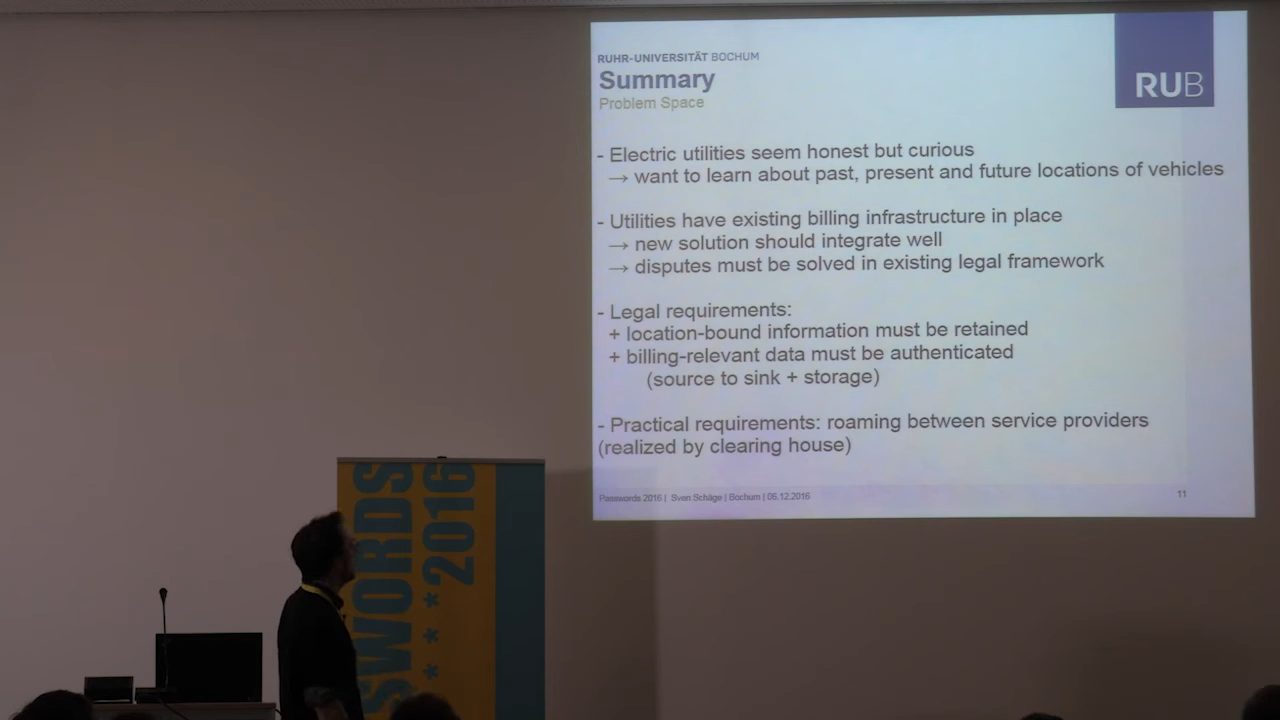 RUHR-UNIVERSITÄT BOCHUM
Summary
Problem Space
RUB
- Electric utilities seem honest but curious
→ want to learn about past, present and future locations of vehicles
- Utilities have existing billing infrastructure in place
→ new solution should integrate well
→ disputes must be solved in existing legal framework
- Legal requirements:
+ location-bound information must be retained
+ billing-relevant data must be authenticated
(source to sink + storage)
- Practical requirements: roaming between service providers
(realized by clearing house)
Passwords 2016 | Sven Schäge | Bochum | 06.12.2016
11
SWORDS
* * * 2016